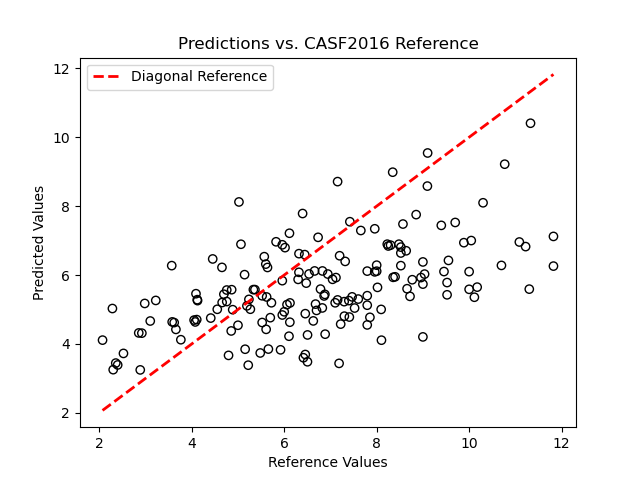 Predictions vs. CASF2016 Reference
Diagonal Reference
12
10
8
6
4
2
Predicted Values
2 4 6 8 10 12
Reference Values